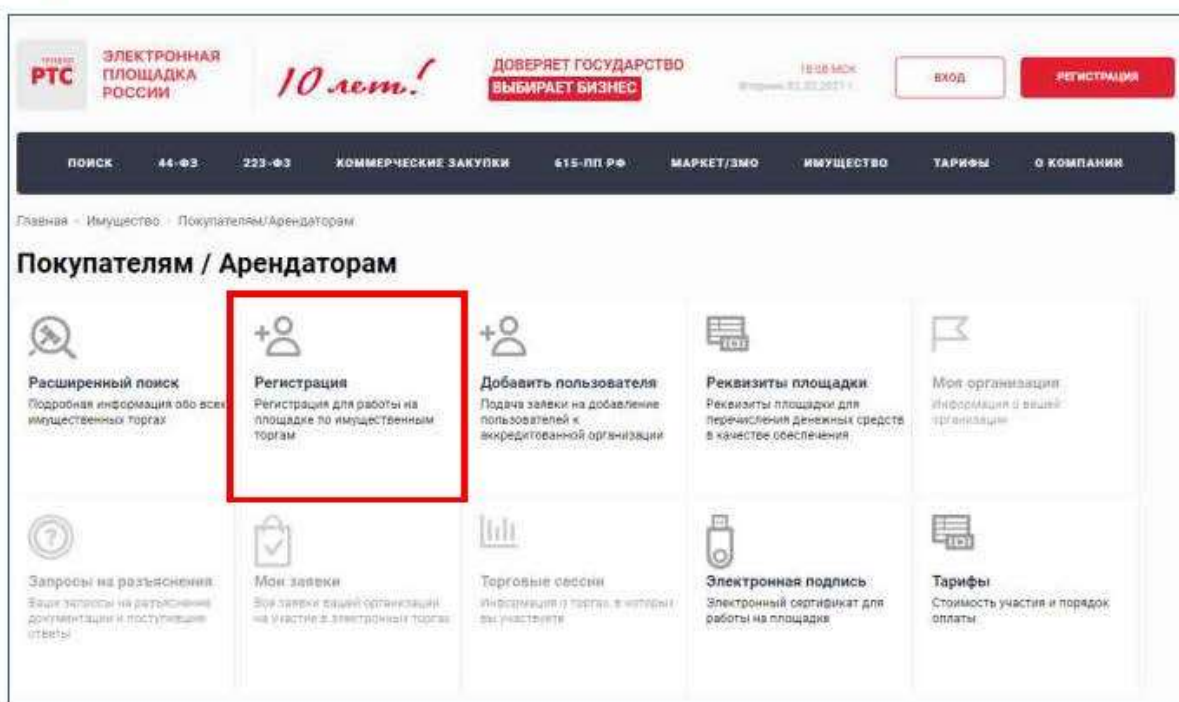 тендер
РТС
ЭЛЕКТРОННАЯ
ПЛОЩАДКА
РОССИИ
10 лет!
ДОВЕРЯЕТ ГОСУДАРСТВО
ВЫБИРАЕТ БИЗНЕС
МСК
Вторник
ВХОД
РЕГИСТРАЦИЯ
ПОИСК 44-ФЗ 223-ФЗ КОММЕРЧЕСКИЕ ЗАКУПКИ 615-ПП РФ МАРКЕТ/ЗМО ИМУЩЕСТВО ТАРИФЫ О КОМПАНИИ
Главная - Имущество - Покупателям/Арендаторам
Покупателям / Арендаторам
Расширенный поиск
Подробная информация обо всех
имущественных торгах
Регистрация
Регистрация для работы на
площадке по имущественным
торгам
Добавить пользователя
Подача заявки на добавление
пользователей к
аккредитованной организации
Реквизиты площадки
Реквизиты площадки для
перечисления денежных средств
в качестве обеспечения
Моя организация
Информация о вашей
организации
Запросы на разъяснения
Ваши запросы на разъяснение
документации и поступившие
ответы
Мои заявки
Все заявки вашей организации
на участие в электронных торгах
Торговые сессии
Информация о торгах, в которых
вы участвуете
Электронная подпись
Электронный сертификат для
работы на площадке
Тарифы
Стоимость участия и порядок
оплаты